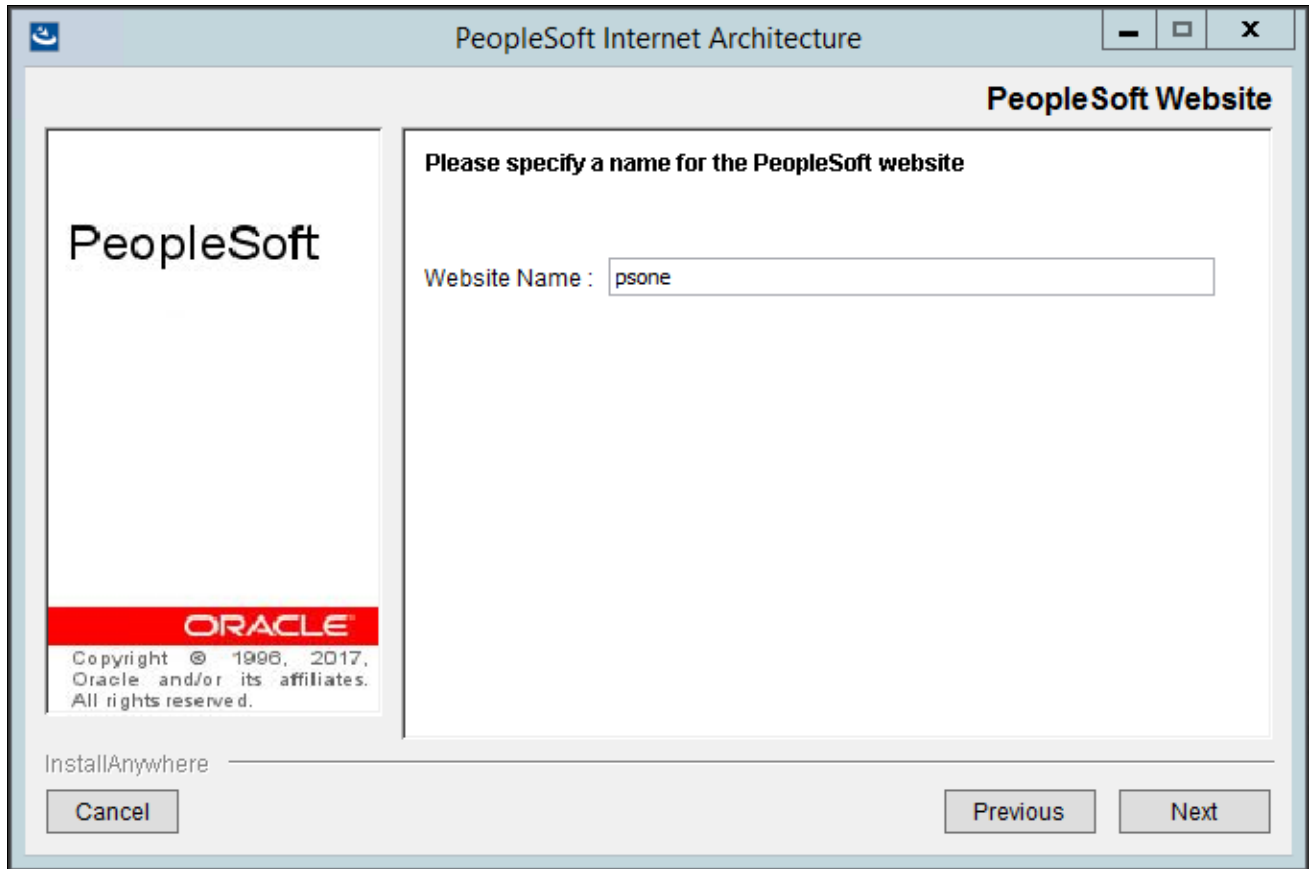 PeopleSoft Internet Architecture
PeopleSoft Website
PeopleSoft
ORACLE
Copyright © 1996, 2017,
Oracle and/or its affiliates.
All rights reserved.
Please specify a name for the PeopleSoft website
Website Name : psone
InstallAnywhere
Cancel
Previous
Next